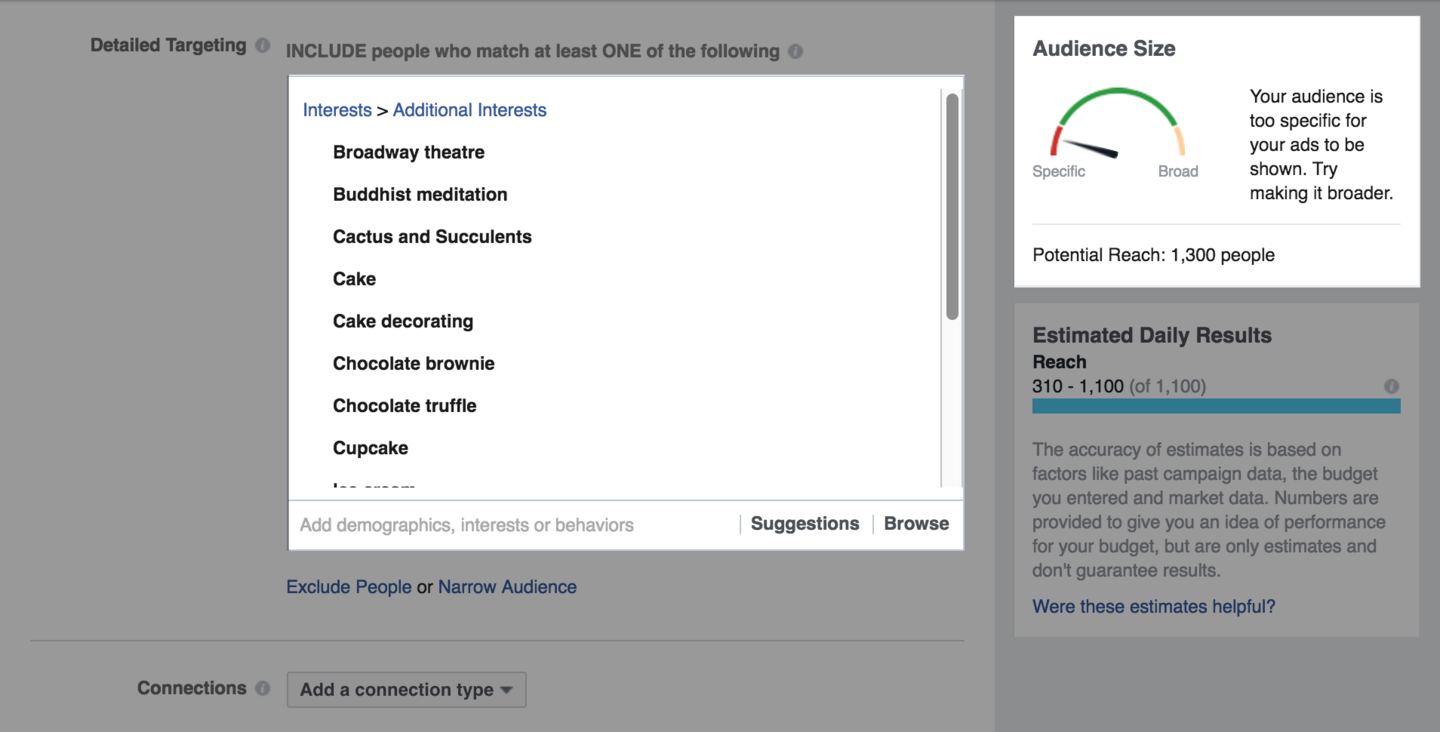 Detailed Targeting
INCLUDE people who match at least ONE of the following
Interests > Additional Interests
Broadway theatre
Buddhist meditation
Cactus and Succulents
Cake
Cake decorating
Chocolate brownie
Chocolate truffle
Cupcake
Add demographics, interests or behaviors
Suggestions
Browse
Exclude People or Narrow Audience
Connections
Add a connection type
Audience Size
Specific
Broad
Your audience is
too specific for
your ads to be
shown. Try
making it broader.
Potential Reach: 1,300 people
Estimated Daily Results
Reach
310 - 1,100 (of 1,100)
The accuracy of estimates is based on
factors like past campaign data, the budget
you entered and market data. Numbers are
provided to give you an idea of performance
for your budget, but are only estimates and
don't guarantee results.
Were these estimates helpful?